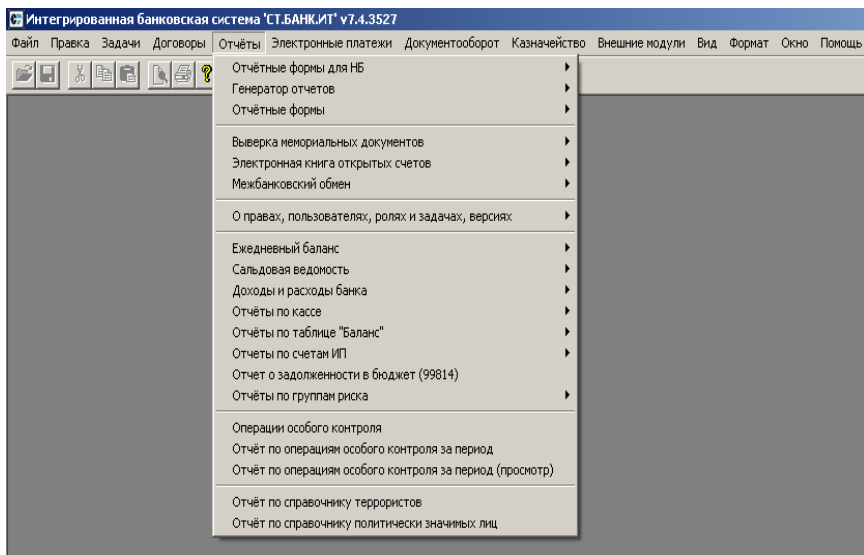 Интегрированная банковская система 'СТ.БАНК.ИТ' v7.4.3527
Файл Правка Задачи Договоры Отчёты Электронные платежи Документооборот Казначейство Внешние модули Вид Формат Окно Помощь
Отчётные формы для НБ
Генератор отчетов
Отчётные формы
Выверка мемориальных документов
Электронная книга открытых счетов
Межбанковский обмен
О правах, пользователях, ролях и задачах, версиях
Ежедневный баланс
Сальдовая ведомость
Доходы и расходы банка
Отчёты по кассе
Отчёты по таблице "Баланс"
Отчеты по счетам ИП
Отчет о задолженности в бюджет (99814)
Отчёты по группам риска
Операции особого контроля
Отчёт по операциям особого контроля за период
Отчёт по операциям особого контроля за период (просмотр)
Отчёт по справочнику террористов
Отчёт по справочнику политически значимых лиц